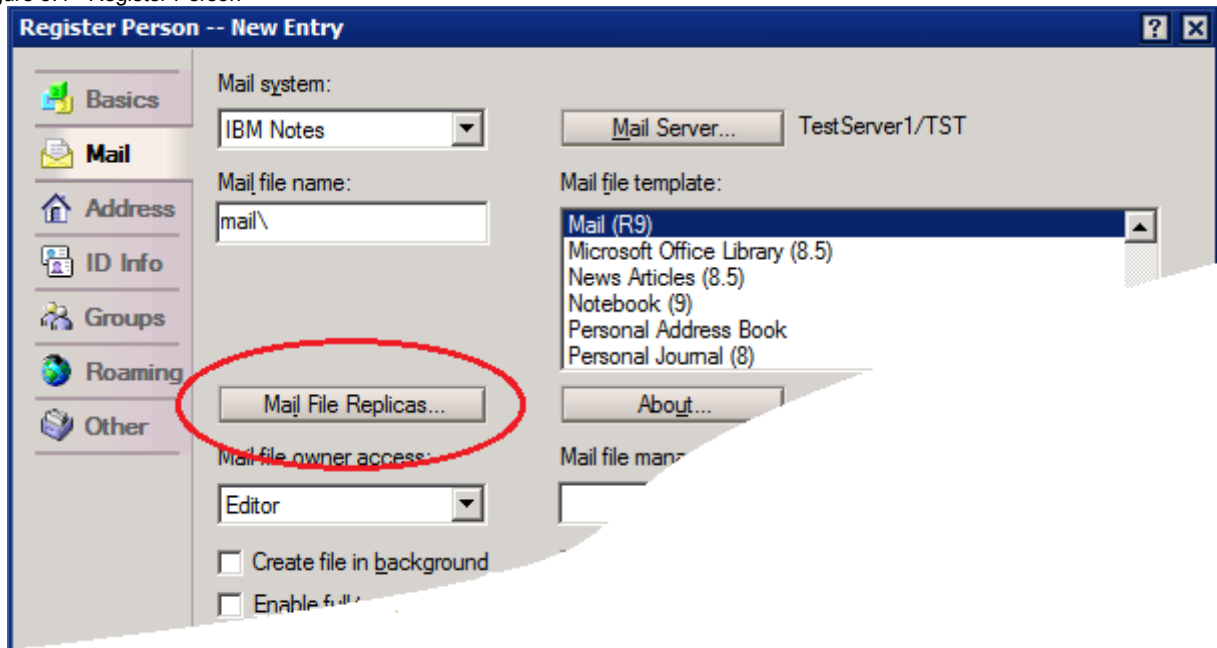 Register Person -- New Entry
Basics
Mail
Address
ID Info
Groups
Roaming
Other
Mail system:
IBM Notes
Mail Server... TestServer1/TST
Mail file name:
mail\
Mail file template:
Mail (R9)
Microsoft Office Library (8.5)
News Articles (8.5)
Notebook (9)
Personal Address Book
Personal Journal (8)
Mail File Replicas...
About...
Mail file owner access:
Mail file mana
Editor
Create file in background
Enable full